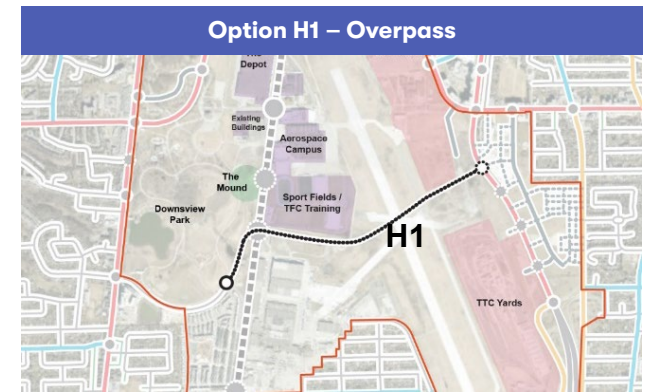 Option H1 – Overpass
The
Depot
Existing
Buildings
Aerospace
Campus
The
Mound
Sport Fields /
TFC Training
Downsview
Park
H1
TTC Yards